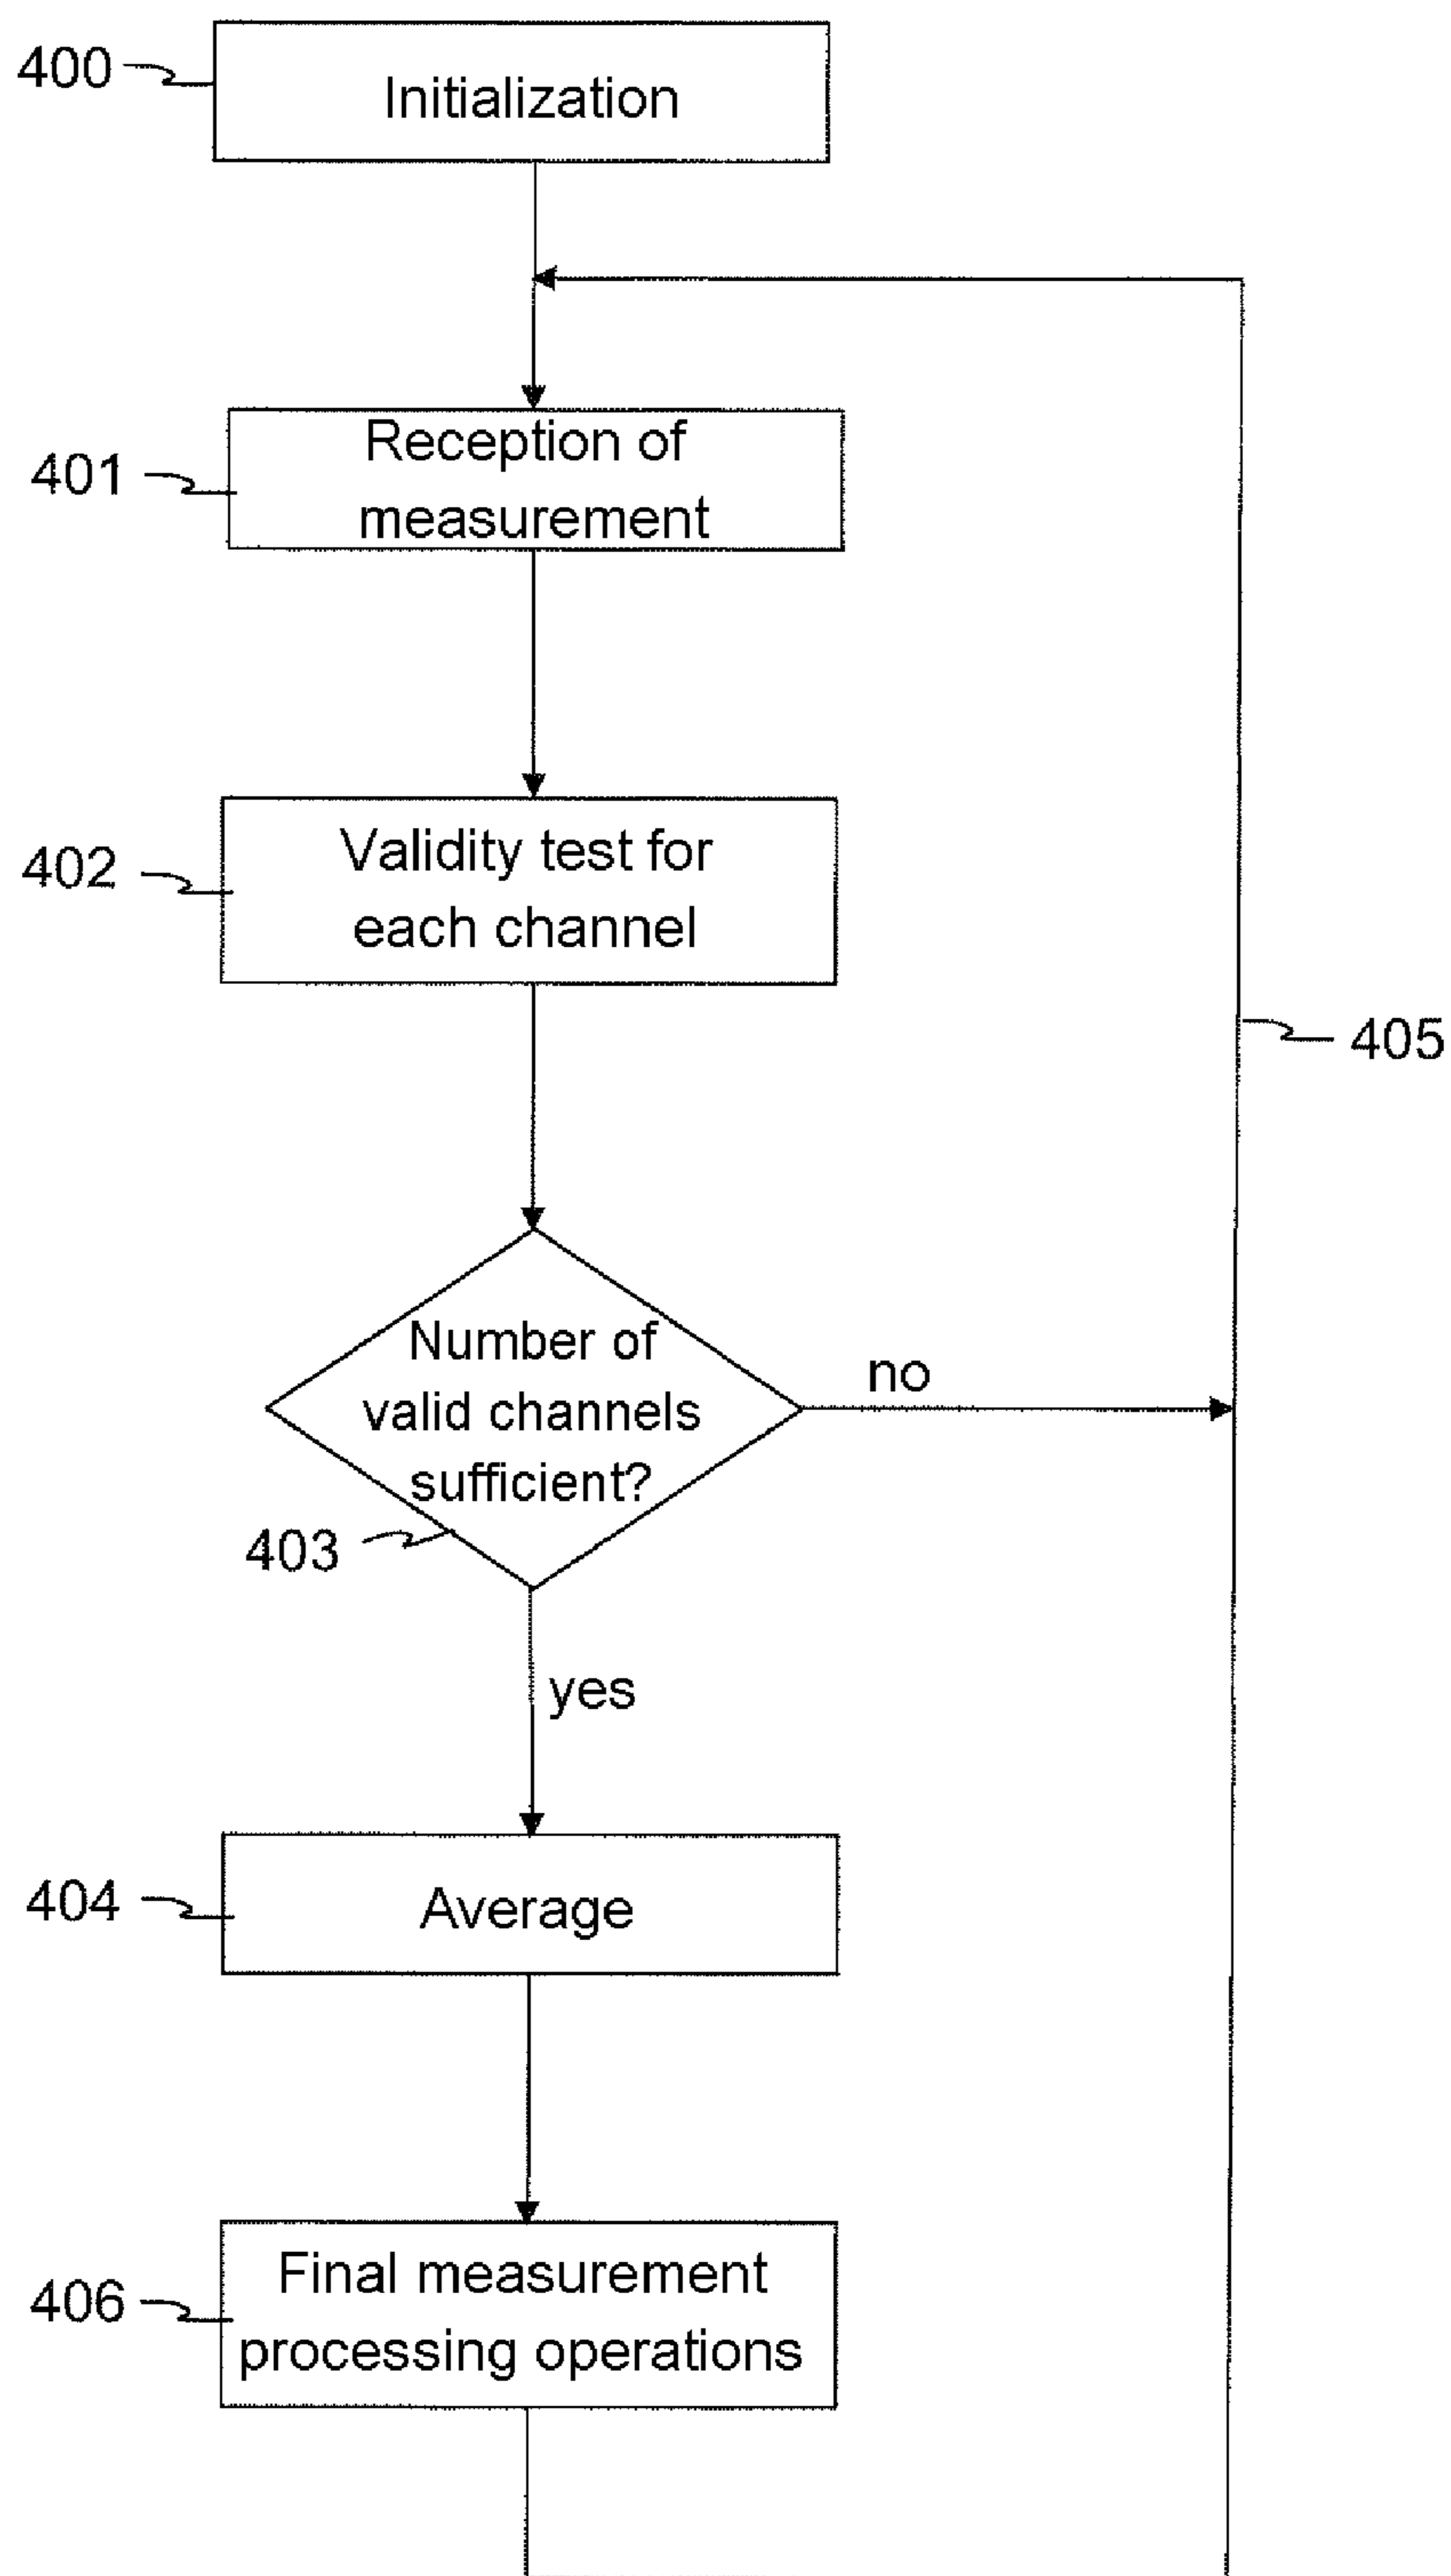 400
Initialization
401
Reception of
measurement
402
Validity test for
each channel
405
Number of
valid channels
sufficient?
no
403
yes
404
Average
406
Final measurement
processing operations